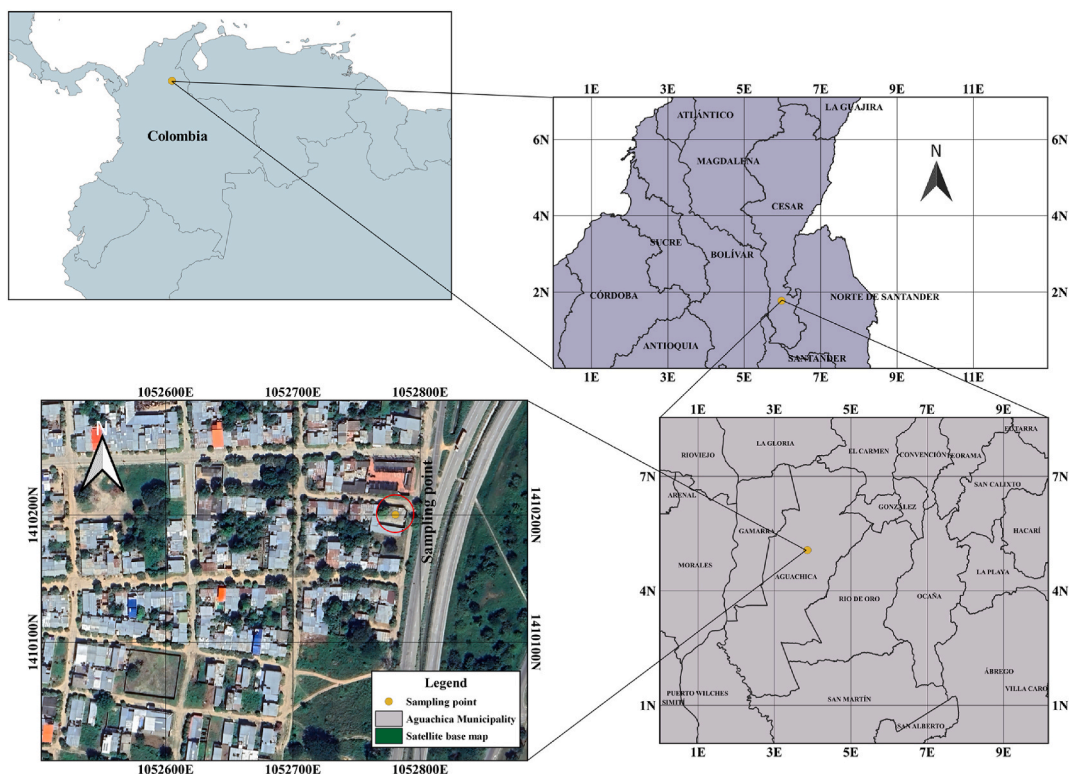 Colombia
1E 3E 5E 7E 9E 11E
ATLÁNTICO
LA GUAJIRA
6N 6N
MAGDALENA
N
CESAR
4N 4N
SUCRE
BOLÍVAR
2N 2N
CÓRDOBA
NORTE DE SANTANDER
ANTIOQUIA
SANTANDER
1E 3E 5E 7E 9E 11E
1052600E 1052700E 1052800E
N
Sampling point
1410200N 1410200N
1410100N 1410100N
Legend
Sampling point
Aguachica Municipality
Satellite base map
1052600E 1052700E 1052800E
1E 3E 5E 7E 9E
LA GLORIA
RIOVIEJO
EL CARMEN
CONVENCIÓN
7N 7N
SAN CALIXTO
ARENAL
GONZÁLEZ
GAMARRA
HACARÍ
MORALES
AGUACHICA
LA PLAYA
4N 4N
RIO DE ORO
OCAÑA
ÁBREGO
PUERTO WILCHES
VILLA CARO
SIMITÍ
SAN MARTÍN
1N 1N
SAN ALBERTO
1E 3E 5E 7E 9E